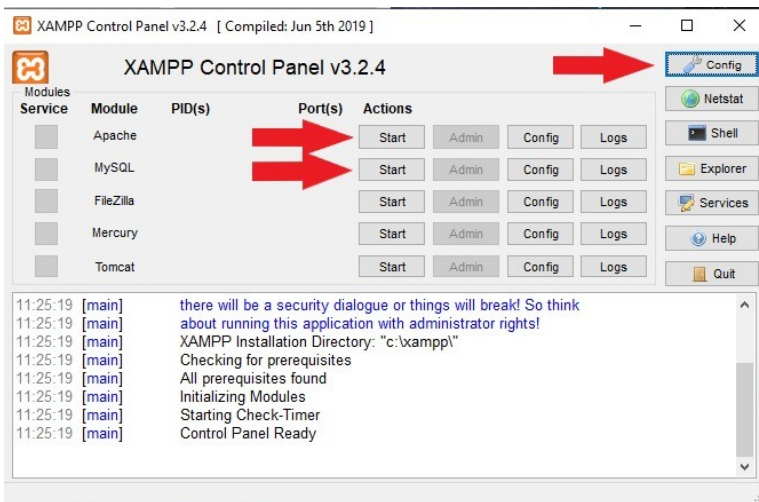 XAMPP Control Panel v3.2.4 [ Compiled: Jun 5th 2019 ]
XAMPP Control Panel v3.2.4
Config
Modules
Service Module PID(s) Port(s) Actions
Netstat
Apache Start Admin Config Logs
Shell
MySQL Start Admin Config Logs
Explorer
FileZilla Start Admin Config Logs
Services
Mercury Start Admin Config Logs
Help
Tomcat Start Admin Config Logs
Quit
11:25:19 [main] there will be a security dialogue or things will break! So think
11:25:19 [main] about running this application with administrator rights!
11:25:19 [main] XAMPP Installation Directory: "c:\xampp\"
11:25:19 [main] Checking for prerequisites
11:25:19 [main] All prerequisites found
11:25:19 [main] Initializing Modules
11:25:19 [main] Starting Check-Timer
11:25:19 [main] Control Panel Ready